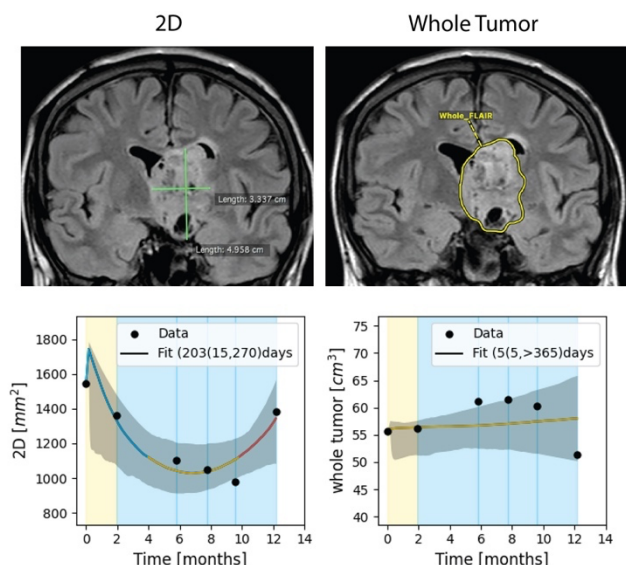 2D
Whole Tumor
Length: 3.337 cm
Length: 4.958 cm
Whole_FLAIR
1800
1600
1400
1200
1000
800
2D [mm²]
Data
Fit (203(15,270)days
0 2 4 6 8 10 12 14
Time [months]
75
70
65
60
55
50
45
40
whole tumor [cm³]
Data
Fit (5(5,>365)days
0 2 4 6 8 10 12 14
Time [months]